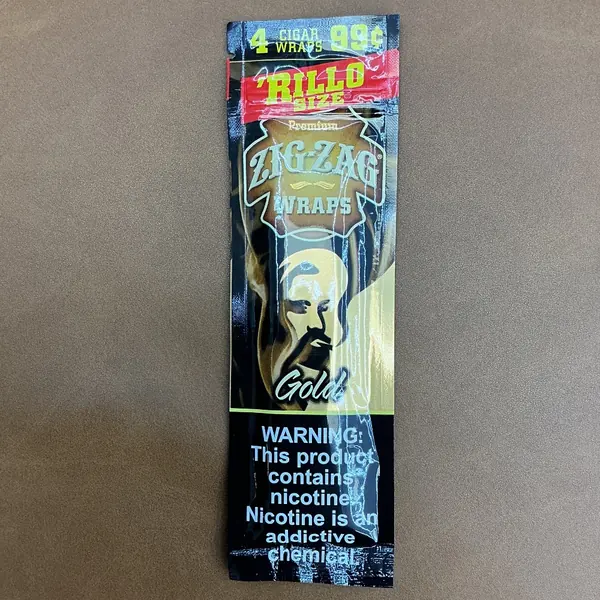 4 CIGAR WRAPS 99¢
'RILLO
SIZE
Premium
ZIG-ZAG®
WRAPS
Gold
WARNING:
This product
contains
nicotine.
Nicotine is an
addictive
chemical